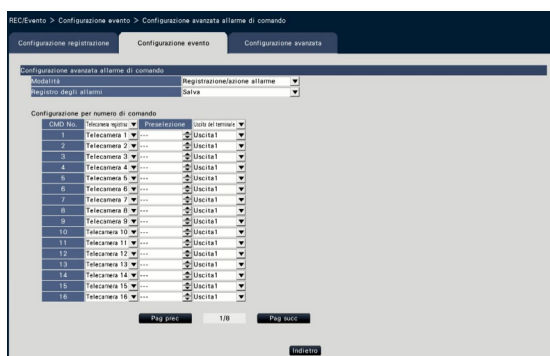 REC/Evento > Configurazione evento > Configurazione avanzata allarme di comando
Configurazione registrazione Configurazione evento Configurazione avanzata
Configurazione avanzata allarme di comando
Modalità Registrazione/azione allarme
Registro degli allarmi Salva
Configurazione per numero di comando
CMD No. Telecamera registraz Preselezione Uscita del terminale
1 Telecamera 1 --- Uscita1
2 Telecamera 2 --- Uscita1
3 Telecamera 3 --- Uscita1
4 Telecamera 4 --- Uscita1
5 Telecamera 5 --- Uscita1
6 Telecamera 6 --- Uscita1
7 Telecamera 7 --- Uscita1
8 Telecamera 8 --- Uscita1
9 Telecamera 9 --- Uscita1
10 Telecamera 10 --- Uscita1
11 Telecamera 11 --- Uscita1
12 Telecamera 12 --- Uscita1
13 Telecamera 13 --- Uscita1
14 Telecamera 14 --- Uscita1
15 Telecamera 15 --- Uscita1
16 Telecamera 16 --- Uscita1
Pag prec 1/8 Pag succ
Indietro